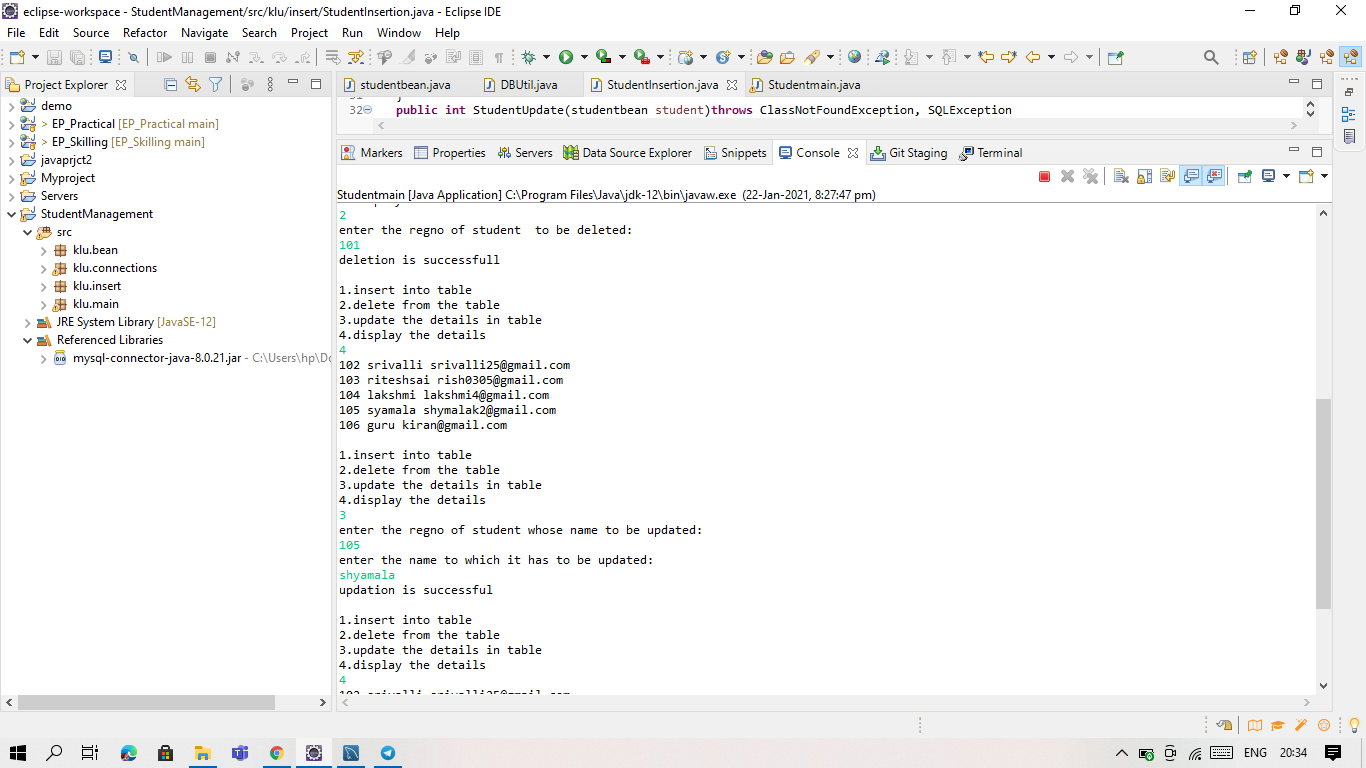 eclipse-workspace - StudentManagement/src/klu/insert/StudentInsertion.java - Eclipse IDE
File Edit Source Refactor Navigate Search Project Run Window Help
Project Explorer
studentbean.java DBUtil.java StudentInsertion.java Studentmain.java
demo
> EP_Practical [EP_Practical main]
> EP_Skilling [EP_Skilling main]
javaprjct2
Myproject
Servers
StudentManagement
src
klu.bean
klu.connections
klu.insert
klu.main
JRE System Library [JavaSE-12]
Referenced Libraries
mysql-connector-java-8.0.21.jar - C:\Users\hp\Do
32 public int StudentUpdate(studentbean student)throws ClassNotFoundException, SQLException
Markers Properties Servers Data Source Explorer Snippets Console Git Staging Terminal
Studentmain [Java Application] C:\Program Files\Java\jdk-12\bin\javaw.exe (22-Jan-2021, 8:27:47 pm)
2
enter the regno of student  to be deleted:
101
deletion is successfull
1.insert into table
2.delete from the table
3.update the details in table
4.display the details
4
102 srivalli srivalli25@gmail.com
103 riteshsai rish0305@gmail.com
104 lakshmi lakshmi4@gmail.com
105 syamala shymalak2@gmail.com
106 guru kiran@gmail.com
1.insert into table
2.delete from the table
3.update the details in table
4.display the details
3
enter the regno of student whose name to be updated:
105
enter the name to which it has to be updated:
shyamala
updation is successful
1.insert into table
2.delete from the table
3.update the details in table
4.display the details
4
102 srivalli srivalli25@gmail.com
ENG 20:34